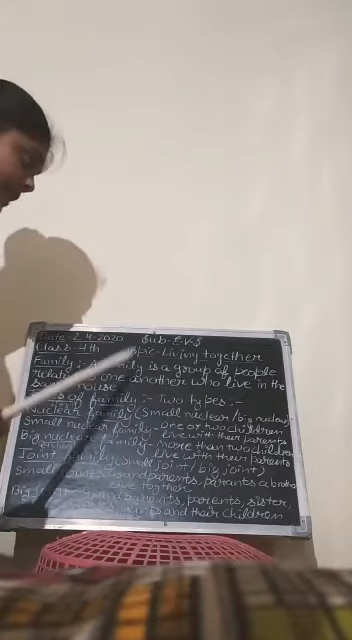 Date- 2-4-2020 Sub-E.V.S
Class-4th Topic-Living together
Family:- A family is a group of people
relate to one another who live in the
same house
Types of family:- Two types:-
Nuclear family (small nuclear/big nuclear
Small nuclear family-one or two children
live with their parents
Big nuclear family-more than two children
live with their parents
Joint family (small joint/big joint)
Small joint- grandparents, parents & brother
live together
Big joint- grandparents, parents, sister,
and their children